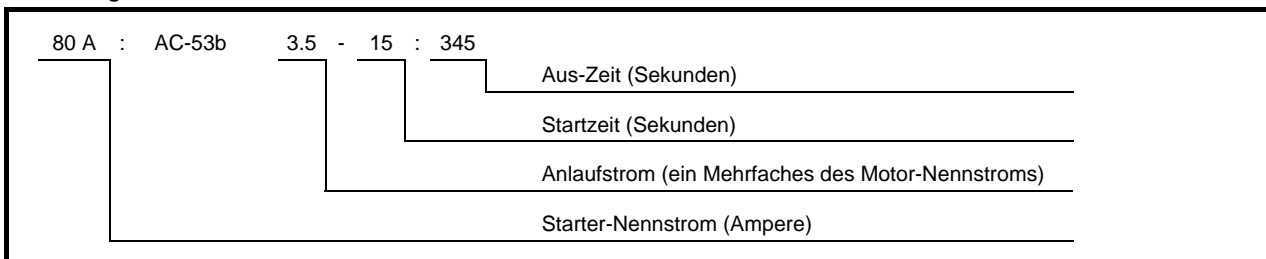 80 A : AC-53b 3.5 - 15 : 345
Aus-Zeit (Sekunden)
Startzeit (Sekunden)
Anlaufstrom (ein Mehrfaches des Motor-Nennstroms)
Starter-Nennstrom (Ampere)